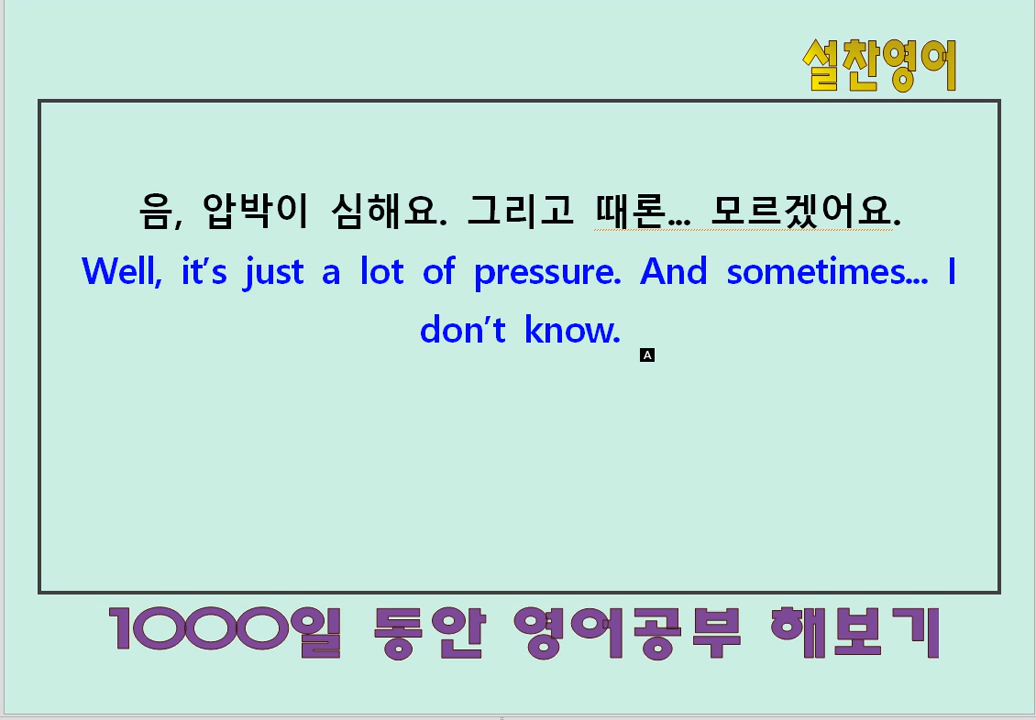 설찬영어
음, 압박이 심해요. 그리고 때론... 모르겠어요.
Well, it's just a lot of pressure. And sometimes... I
don't know.
A
1000일 동안 영어공부 해보기